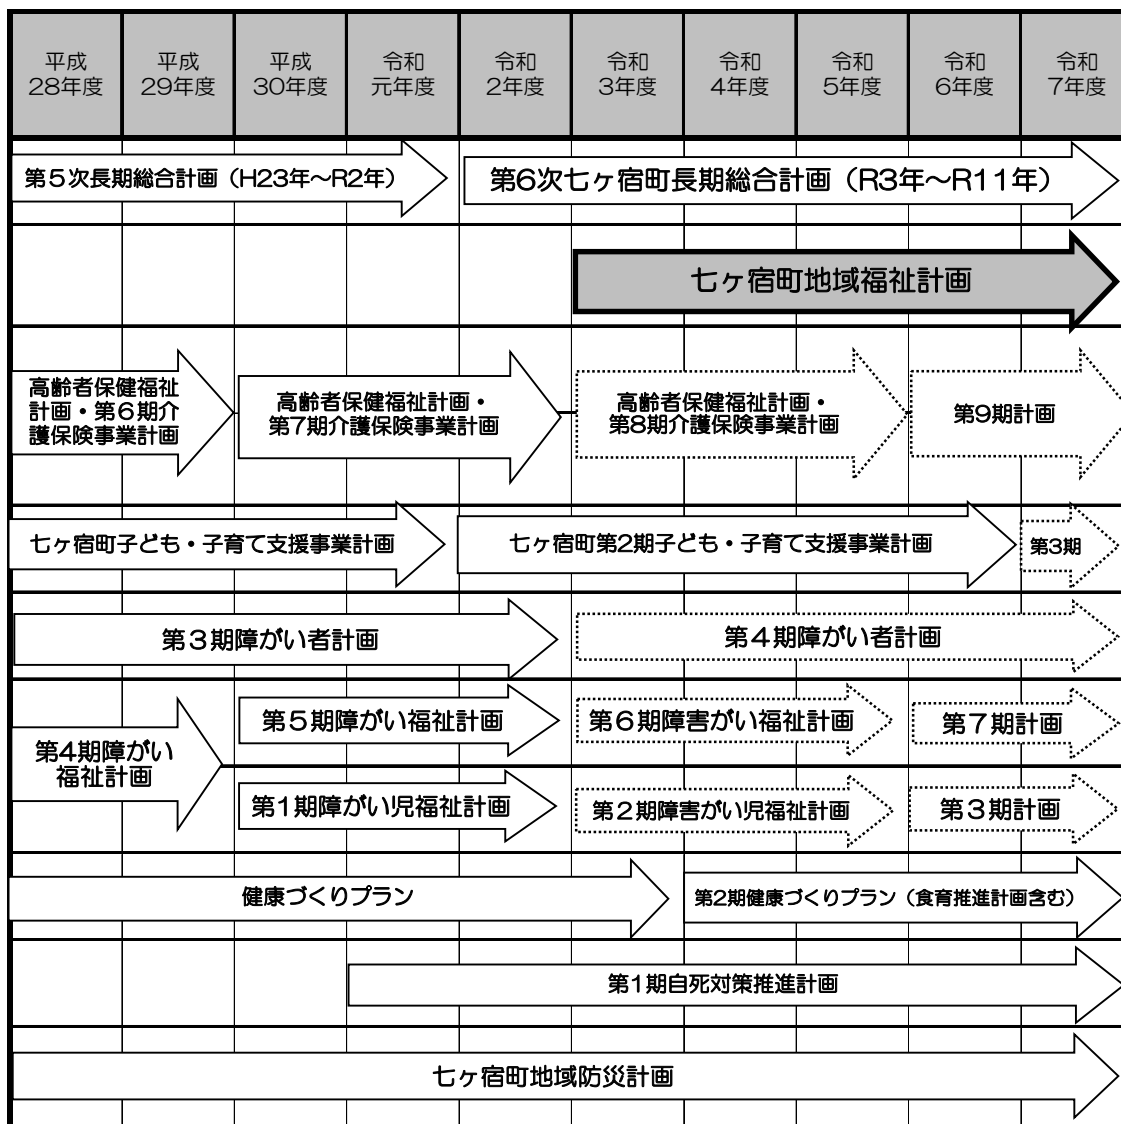 平成
28年度
平成
29年度
平成
30年度
令和
元年度
令和
2年度
令和
3年度
令和
4年度
令和
5年度
令和
6年度
令和
7年度
第5次長期総合計画（H23年～R2年）
第6次七ヶ宿町長期総合計画（R3年～R11年）
七ヶ宿町地域福祉計画
高齢者保健福祉
計画・第６期介
護保険事業計画
高齢者保健福祉計画・
第7期介護保険事業計画
高齢者保健福祉計画・
第8期介護保険事業計画
第9期計画
七ヶ宿町子ども・子育て支援事業計画
七ヶ宿町第2期子ども・子育て支援事業計画
第3期
第３期障がい者計画
第４期障がい者計画
第4期障がい
福祉計画
第５期障がい福祉計画
第６期障害がい福祉計画
第７期計画
第1期障がい児福祉計画
第２期障害がい児福祉計画
第３期計画
健康づくりプラン
第2期健康づくりプラン（食育推進計画含む）
第1期自死対策推進計画
七ヶ宿町地域防災計画